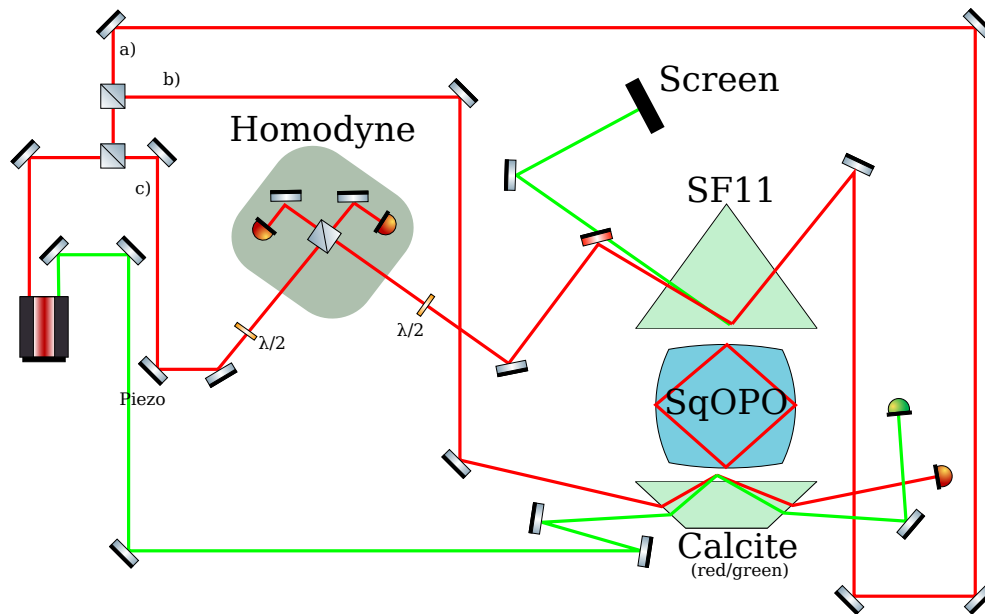 a)
b)
Screen
Homodyne
c)
SF11
λ/2
λ/2
Piezo
SqOPO
Calcite
(red/green)